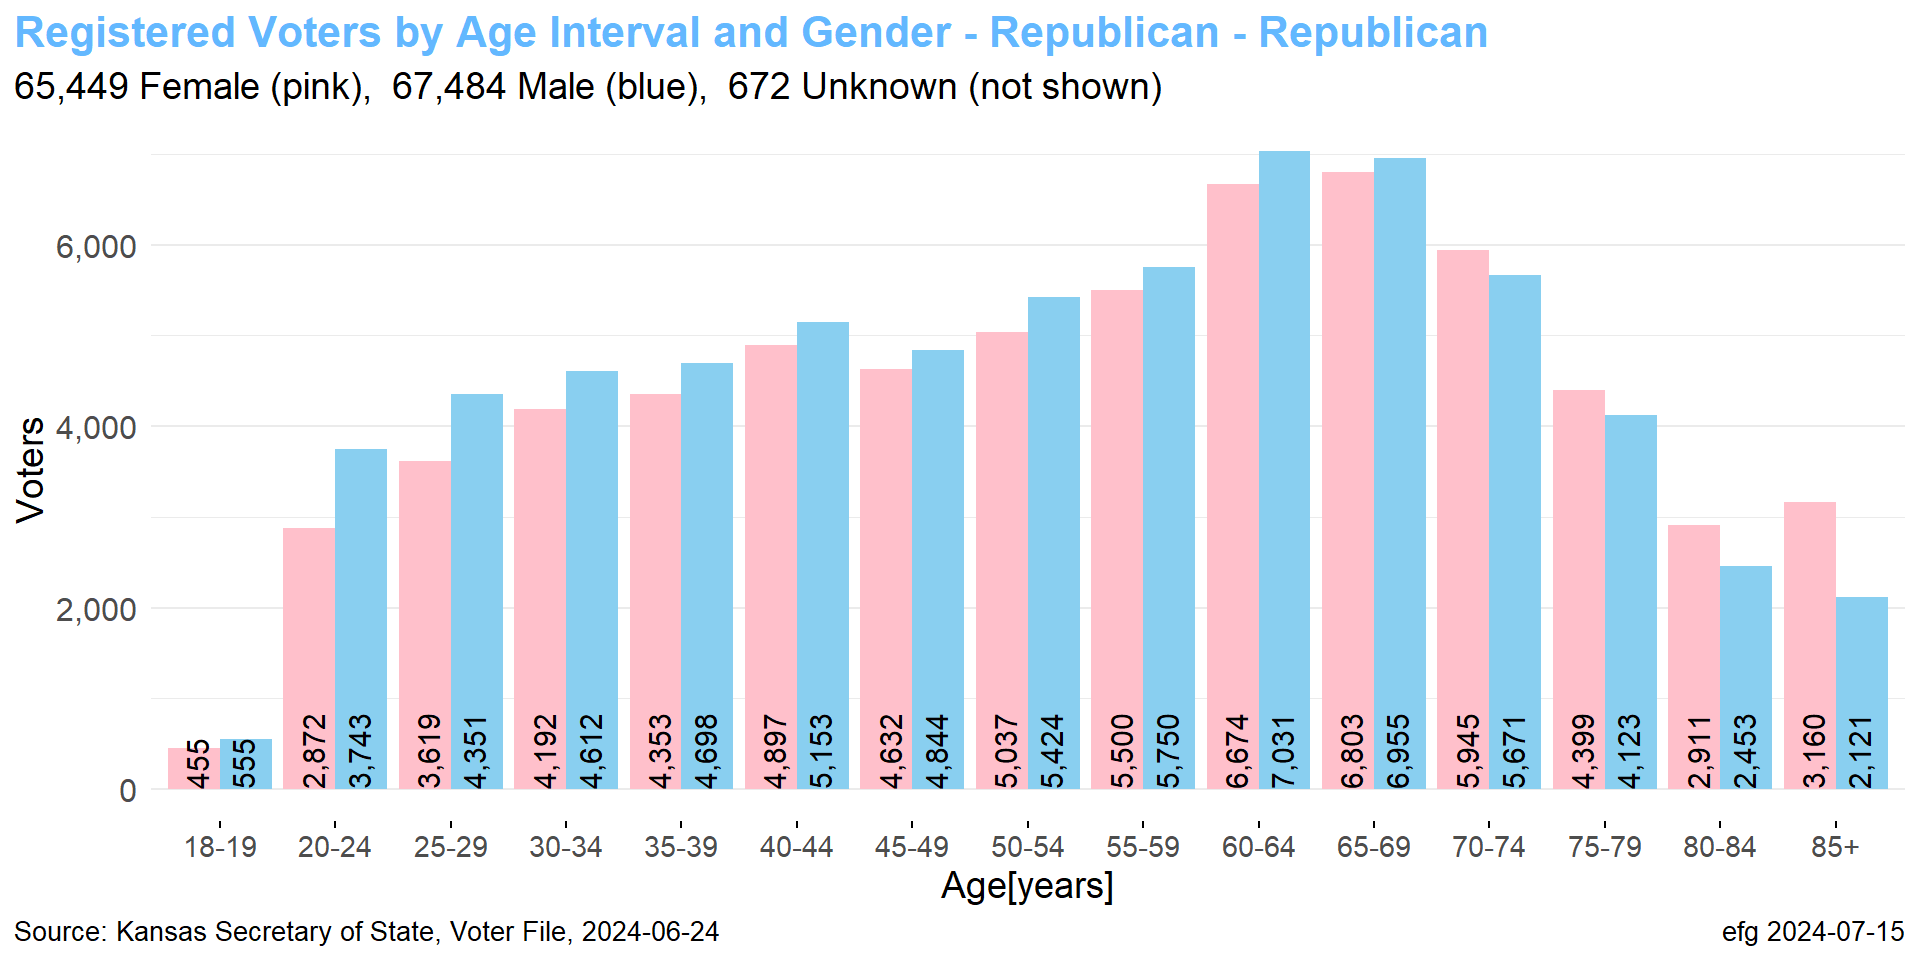 Registered Voters by Age Interval and Gender - Republican - Republican
65,449 Female (pink),  67,484 Male (blue),  672 Unknown (not shown)
Voters
6,000
4,000
2,000
0
455 555 2,872 3,743 3,619 4,351 4,192 4,612 4,353 4,698 4,897 5,153 4,632 4,844 5,037 5,424 5,500 5,750 6,674 7,031 6,803 6,955 5,945 5,671 4,399 4,123 2,911 2,453 3,160 2,121
18-19 20-24 25-29 30-34 35-39 40-44 45-49 50-54 55-59 60-64 65-69 70-74 75-79 80-84 85+
Age[years]
Source: Kansas Secretary of State, Voter File, 2024-06-24
efg 2024-07-15